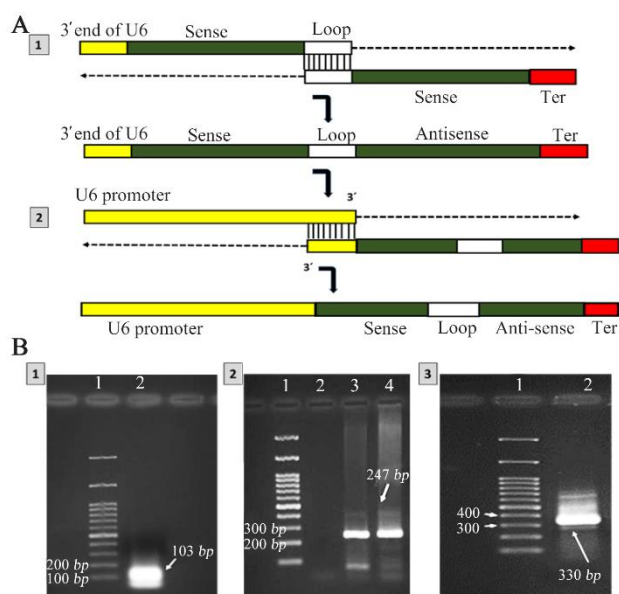 A
3′ end of U6 Sense Loop
1
Sense Ter
3′ end of U6 Sense Loop Antisense Ter
U6 promoter 3′
2
3′
U6 promoter Sense Loop Anti-sense Ter
B
1 2 3
1 2 1 2 3 4 1 2
247 bp
103 bp 300 bp 400
200 bp 200 bp 300
100 bp 330 bp